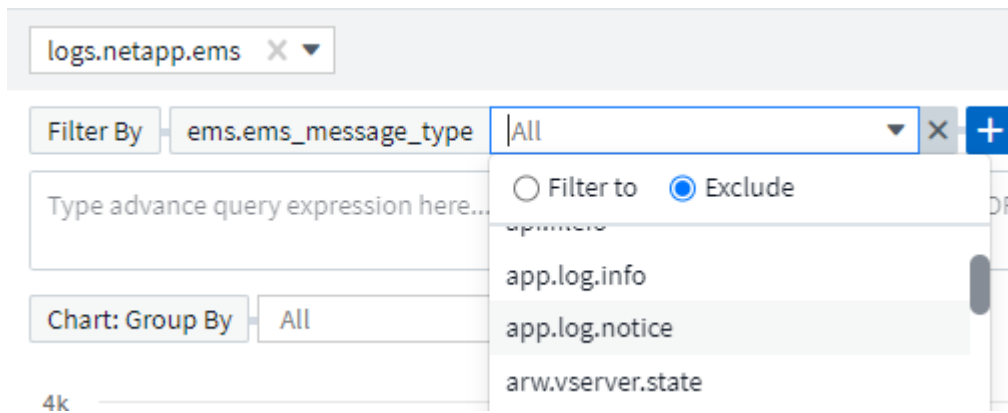 logs.netapp.ems
Filter By ems.ems_message_type All
Filter to Exclude
Type advance query expression here...
app.log.info
Chart: Group By All
app.log.notice
arw.vserver.state
4k